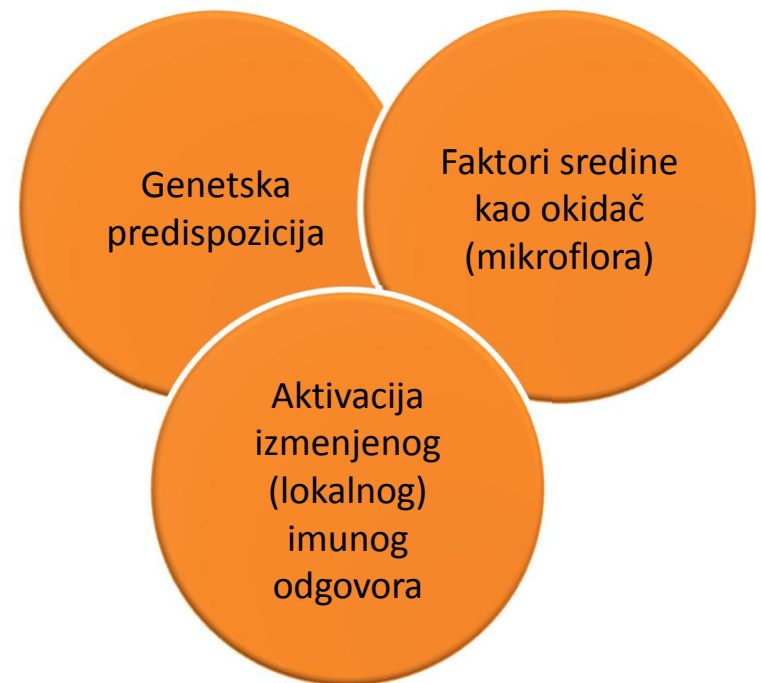 Genetska
predispozicija
Faktori sredine
kao okidač
(mikroflora)
Aktivacija
izmenjenog
(lokalnog)
imunog
odgovora